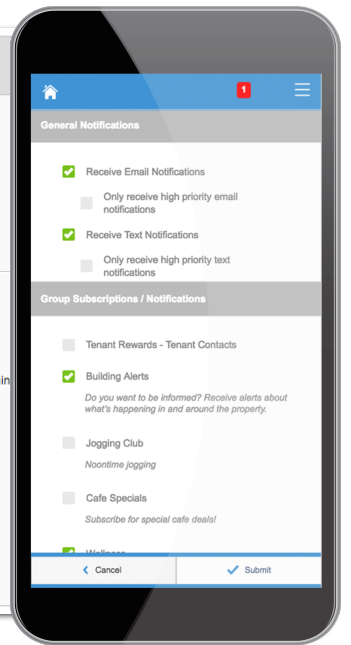 1
General Notifications
Receive Email Notifications
Only receive high priority email
notifications
Receive Text Notifications
Only receive high priority text
notifications
Group Subscriptions / Notifications
Tenant Rewards - Tenant Contacts
Building Alerts
Do you want to be informed? Receive alerts about
what's happening in and around the property.
Jogging Club
Noontime jogging
Cafe Specials
Subscribe for special cafe deals!
Wellness
Cancel
Submit